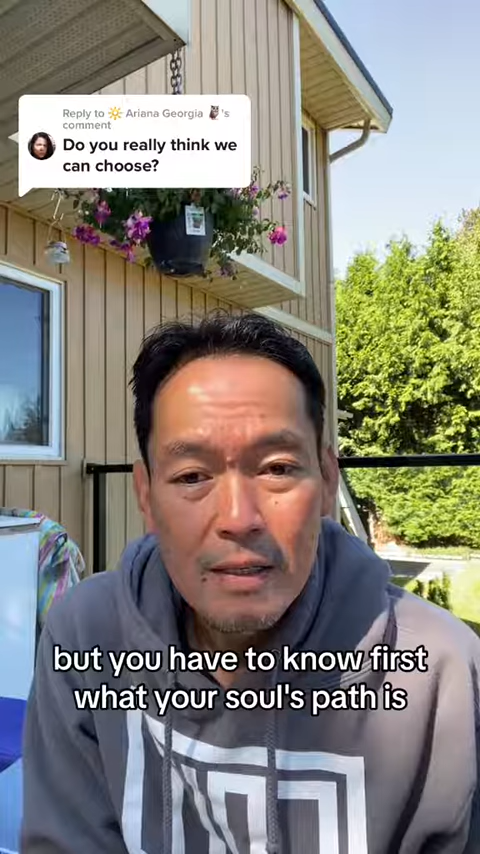 Reply to ☀️ Ariana Georgia 🦉's
comment
Do you really think we
can choose?
but you have to know first
what your soul's path is